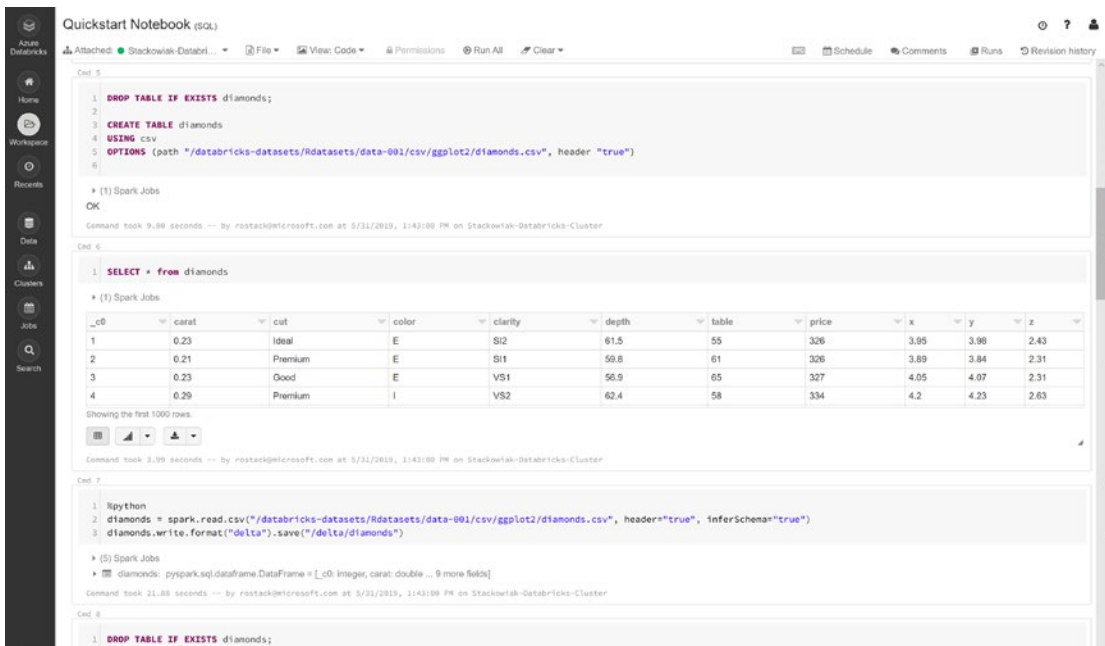 Quickstart Notebook (SQL)
Azure Databricks
Attached: Stackowiak-Databri... File View: Code Permissions Run All Clear Schedule Comments Runs Revision history
Home
Workspace
Recents
Data
Clusters
Jobs
Search
Cmd 5
1 DROP TABLE IF EXISTS diamonds;
2
3 CREATE TABLE diamonds
4 USING csv
5 OPTIONS (path "/databricks-datasets/Rdatasets/data-001/csv/ggplot2/diamonds.csv", header "true")
6
(1) Spark Jobs
OK
Command took 9.80 seconds -- by rostack@microsoft.com at 5/31/2019, 1:43:00 PM on Stackowiak-Databricks-Cluster
Cmd 6
1 SELECT * from diamonds
(1) Spark Jobs
_c0 carat cut color clarity depth table price x y z
1 0.23 Ideal E SI2 61.5 55 326 3.95 3.98 2.43
2 0.21 Premium E SI1 59.8 61 326 3.89 3.84 2.31
3 0.23 Good E VS1 56.9 65 327 4.05 4.07 2.31
4 0.29 Premium I VS2 62.4 58 334 4.2 4.23 2.63
Showing the first 1000 rows.
Command took 3.99 seconds -- by rostack@microsoft.com at 5/31/2019, 1:43:00 PM on Stackowiak-Databricks-Cluster
Cmd 7
1 %python
2 diamonds = spark.read.csv("/databricks-datasets/Rdatasets/data-001/csv/ggplot2/diamonds.csv", header="true", inferSchema="true")
3 diamonds.write.format("delta").save("/delta/diamonds")
(5) Spark Jobs
diamonds: pyspark.sql.dataframe.DataFrame = [_c0: integer, carat: double ... 9 more fields]
Command took 21.88 seconds -- by rostack@microsoft.com at 5/31/2019, 1:43:00 PM on Stackowiak-Databricks-Cluster
Cmd 8
1 DROP TABLE IF EXISTS diamonds;